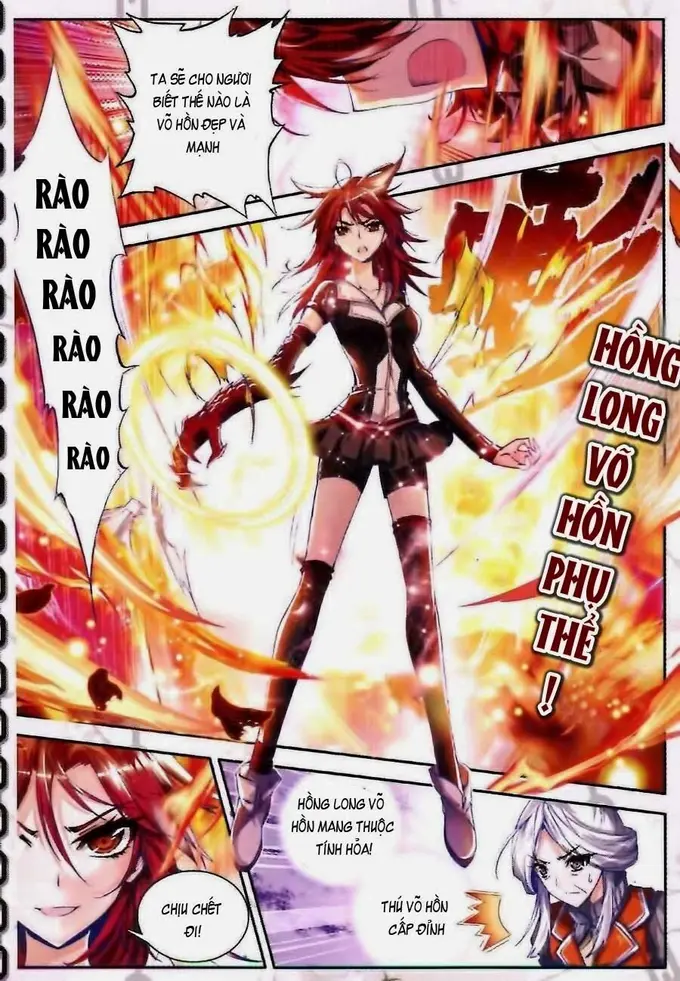 TA SẼ CHO NGƯƠI
BIẾT THẾ NÀO LÀ
VÕ HỒN ĐẸP VÀ
MẠNH
RÀO
RÀO
RÀO
RÀO
RÀO
RÀO
HỒNG
LONG
VÕ
HỒN
PHỤ
THỂ
!
CHỊU CHẾT
ĐI!
HỒNG LONG VÕ
HỒN MANG THUỘC
TÍNH HỎA!
THÚ VÕ HỒN
CẤP ĐỈNH